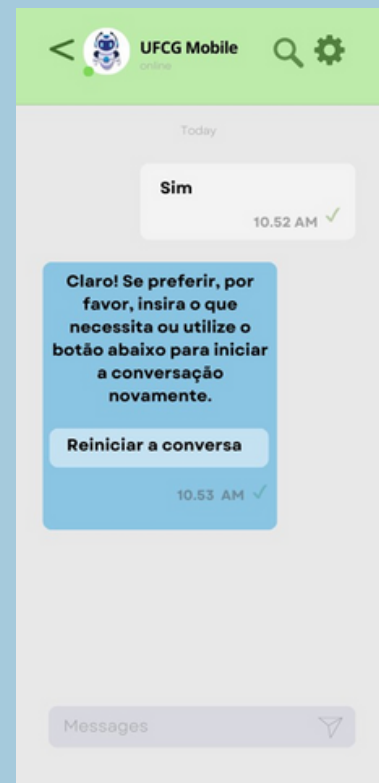 UFCG Mobile
online
Today
Sim
10.52 AM
Claro! Se preferir, por
favor, insira o que
necessita ou utilize o
botão abaixo para iniciar
a conversação
novamente.
Reiniciar a conversa
10.53 AM
Messages